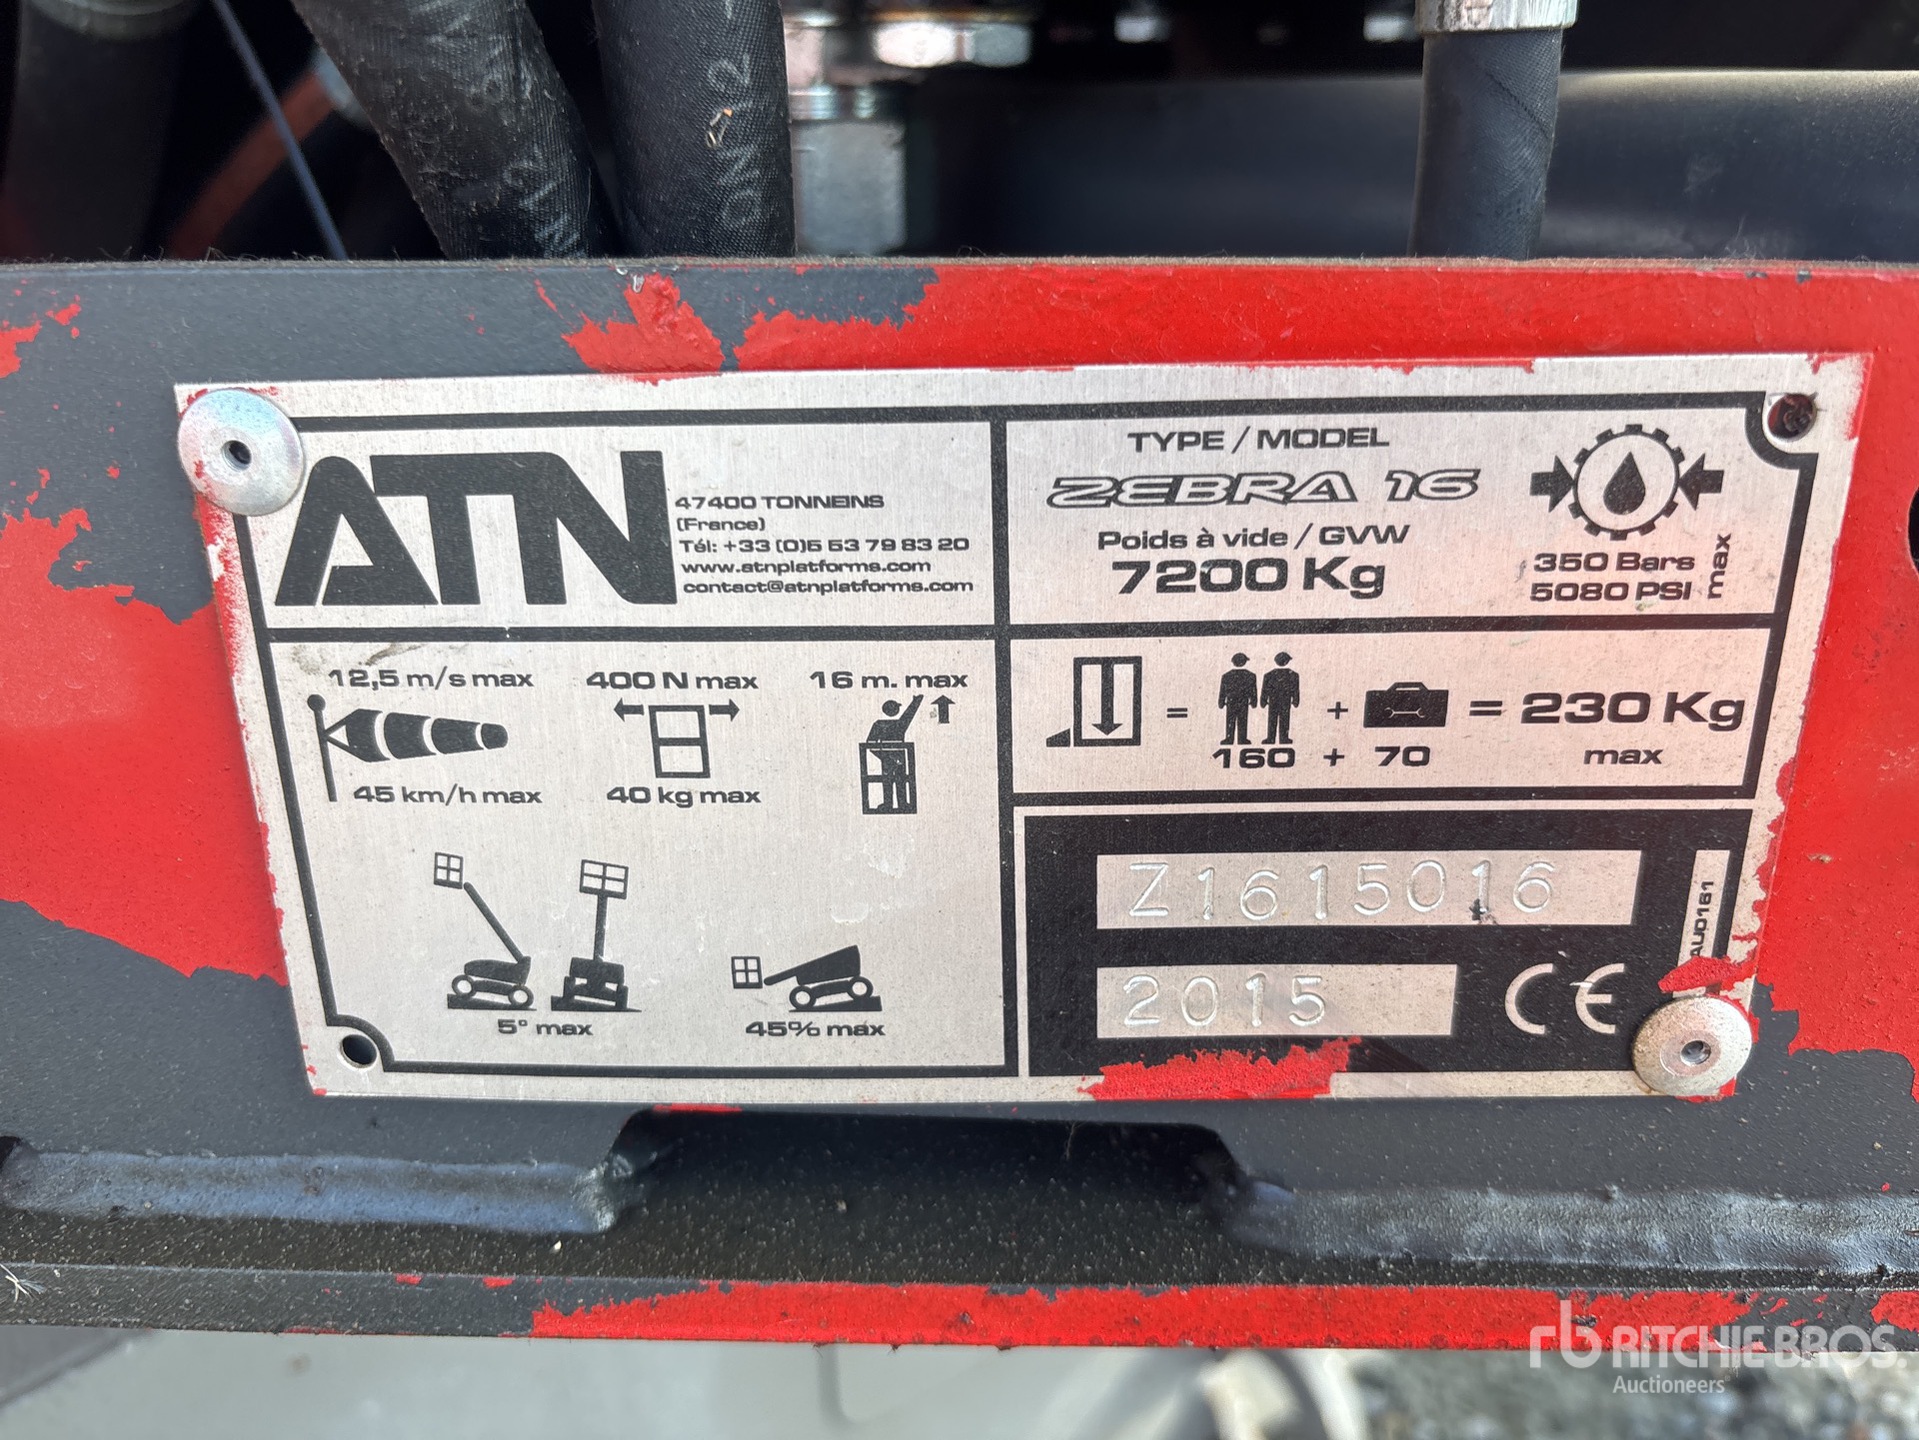 ATN
47400 TONNEINS
(France)
Tél: +33 (0)5 53 79 83 20
www.atnplatforms.com
contact@atnplatforms.com
TYPE / MODEL
ZEBRA 16
Poids à vide / GVW
7200 Kg
350 Bars
5080 PSI
max
12,5 m/s max
45 km/h max
400 N max
40 kg max
16 m. max
= + = 230 Kg
160 + 70 max
5° max
45% max
Z1615016
2015
CE
AU0161
rb RITCHIE BROS.
Auctioneers